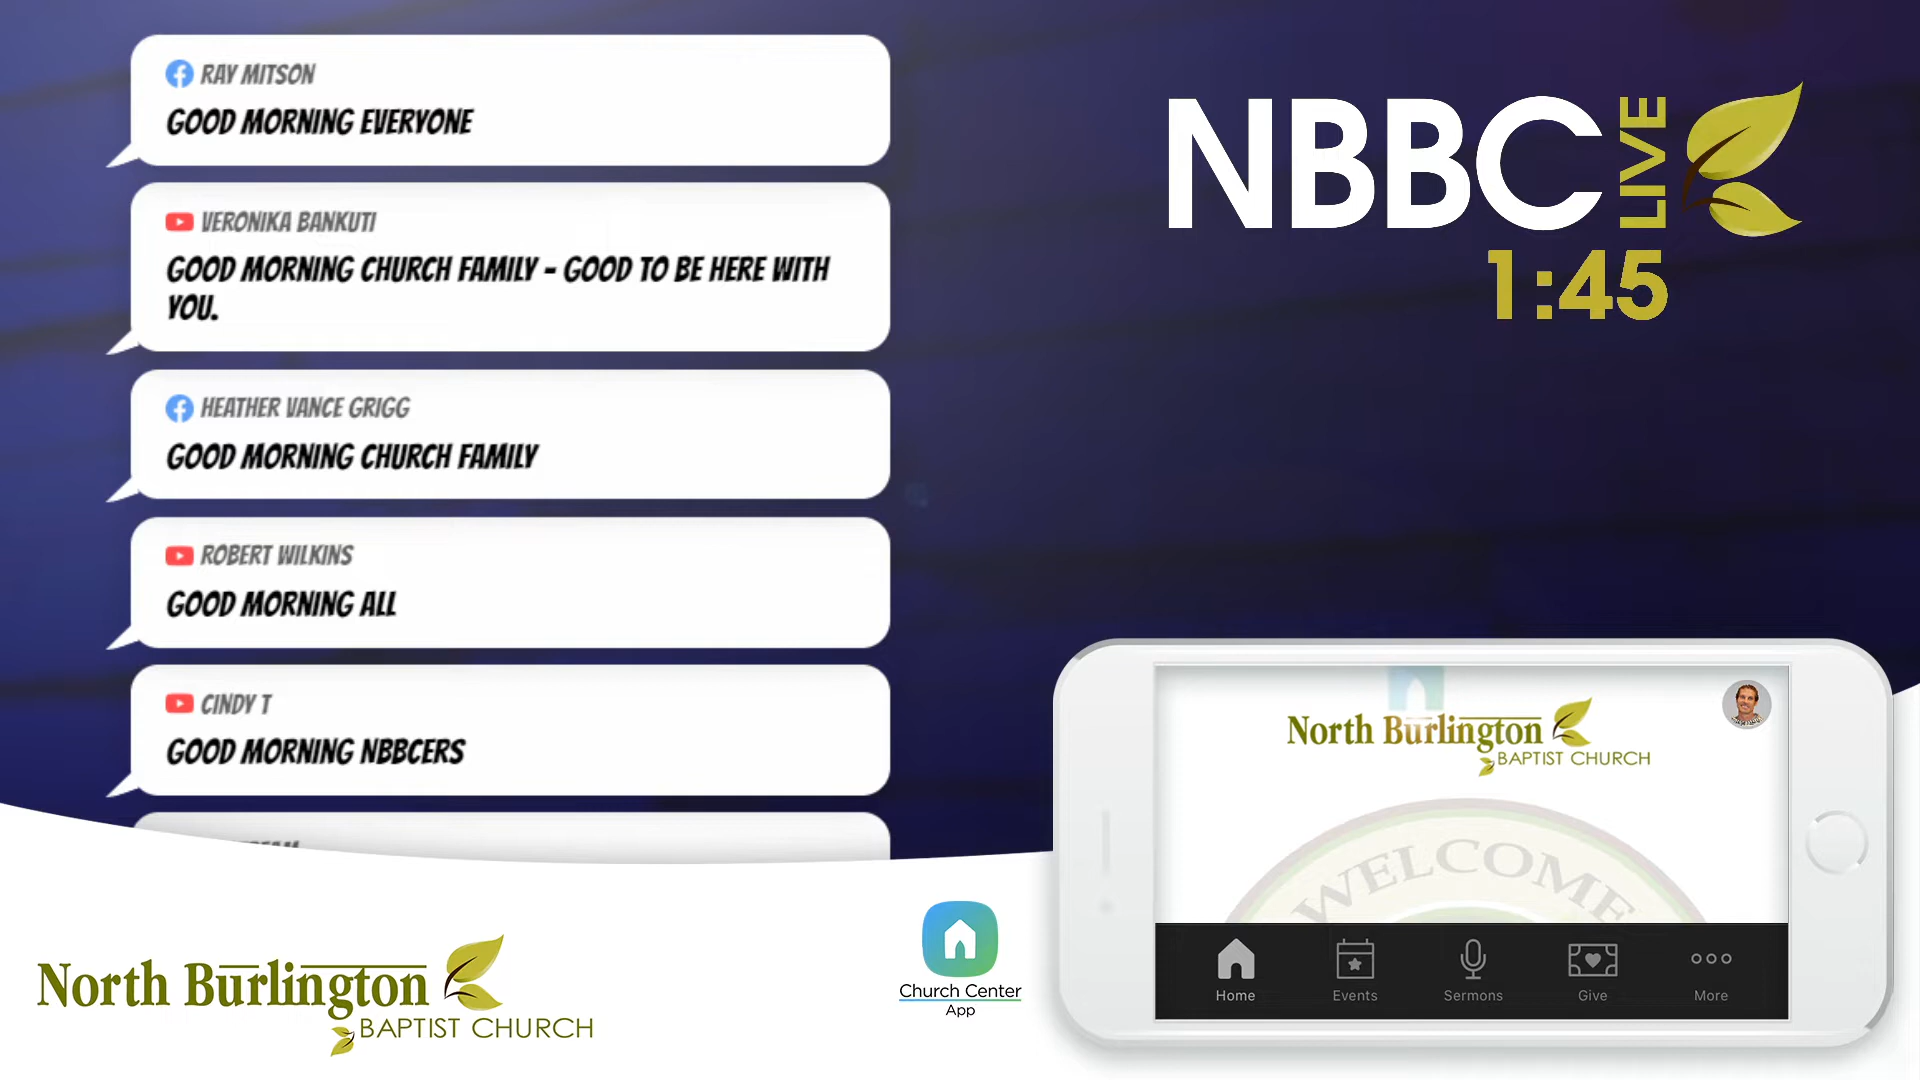 RAY MITSON
GOOD MORNING EVERYONE
VERONIKA BANKUTI
GOOD MORNING CHURCH FAMILY - GOOD TO BE HERE WITH
YOU.
HEATHER VANCE GRIGG
GOOD MORNING CHURCH FAMILY
ROBERT WILKINS
GOOD MORNING ALL
CINDY T
GOOD MORNING NBBCERS
NBBC LIVE
1:45
North Burlington
BAPTIST CHURCH
WELCOME
Home Events Sermons Give More
Church Center
App
North Burlington
BAPTIST CHURCH